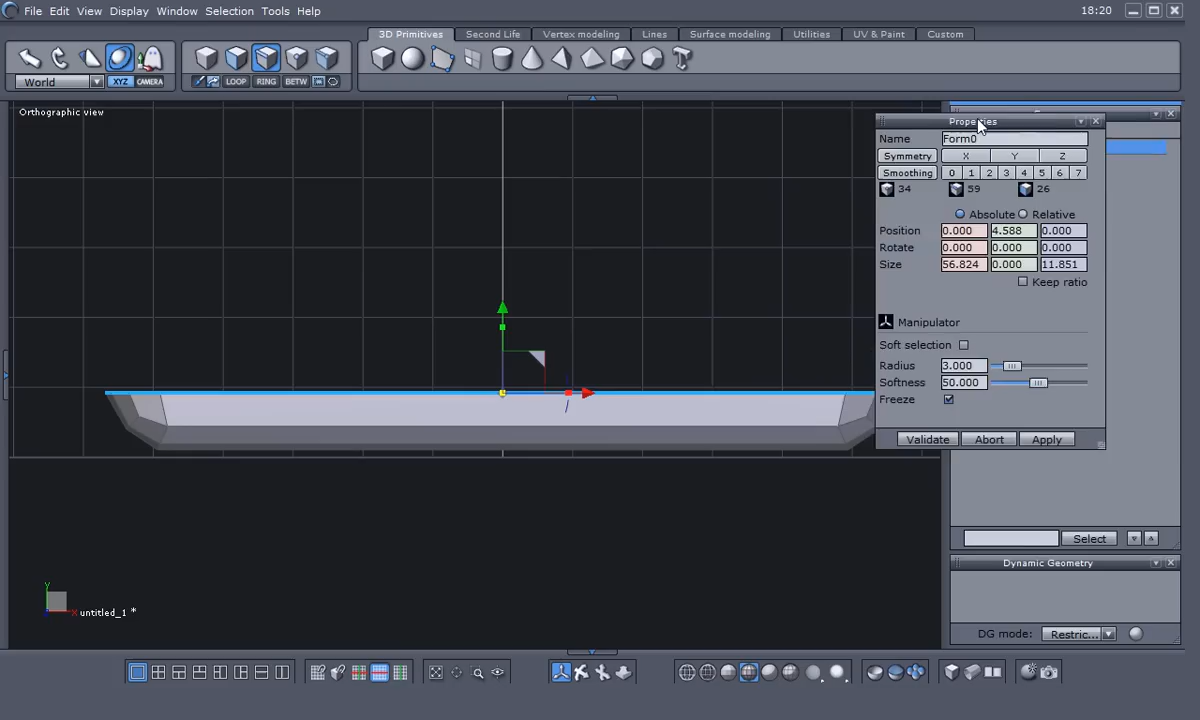 File Edit View Display Window Selection Tools Help 18:20
3D Primitives Second Life Vertex modeling Lines Surface modeling Utilities UV & Paint Custom
World XYZ CAMERA LOOP RING BETW
Orthographic view
Properties
Name Form0
Symmetry X Y Z
Smoothing 0 1 2 3 4 5 6 7
34 59 26
Absolute Relative
Position 0.000 4.588 0.000
Rotate 0.000 0.000 0.000
Size 56.824 0.000 11.851
Keep ratio
Manipulator
Soft selection
Radius 3.000
Softness 50.000
Freeze
Validate Abort Apply
Select
Dynamic Geometry
Y
X untitled_1 *
DG mode: Restric...